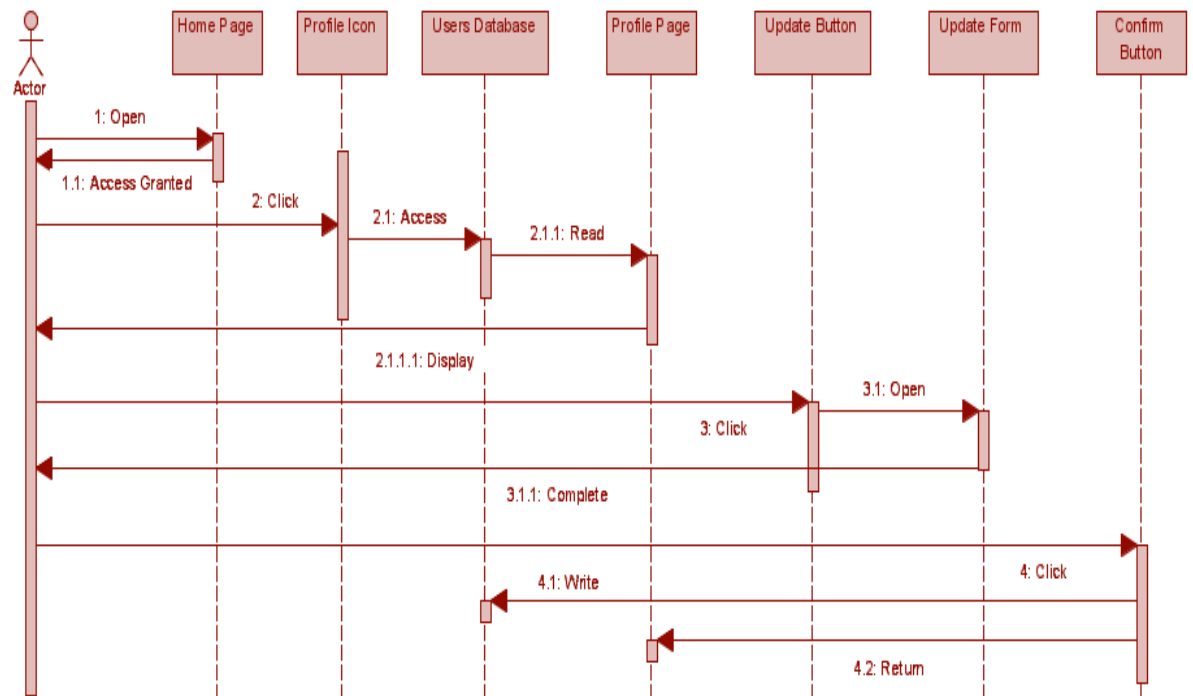 Home Page
Profile Icon
Users Database
Profile Page
Update Button
Update Form
Confirm
Button
Actor
1: Open
1.1: Access Granted
2: Click
2.1: Access
2.1.1: Read
2.1.1.1: Display
3: Click
3.1: Open
3.1.1: Complete
4: Click
4.1: Write
4.2: Return